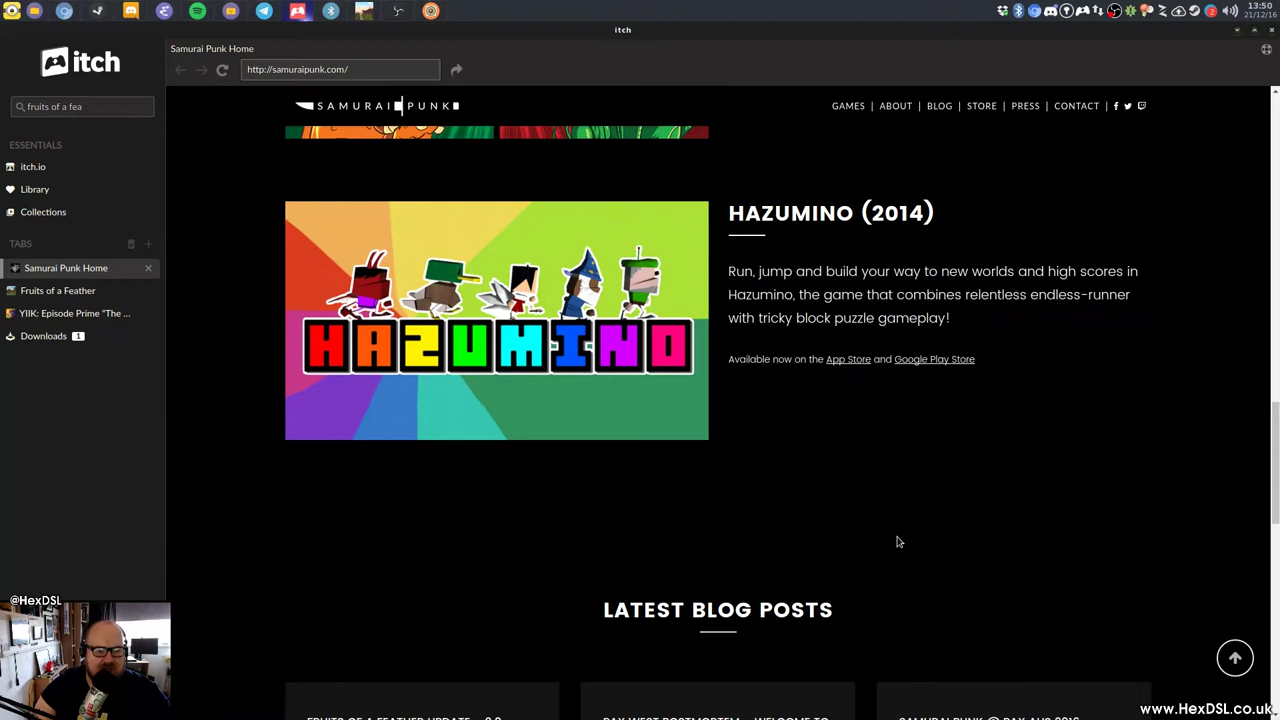 13:50
21/12/16
itch
itch
Samurai Punk Home
http://samuraipunk.com/
fruits of a fea
SAMURAI PUNK
GAMES | ABOUT | BLOG | STORE | PRESS | CONTACT |
ESSENTIALS
itch.io
Library
Collections
TABS
Samurai Punk Home
Fruits of a Feather
YIIK: Episode Prime "The ...
Downloads 1
HAZUMINO
HAZUMINO (2014)
Run, jump and build your way to new worlds and high scores in
Hazumino, the game that combines relentless endless-runner
with tricky block puzzle gameplay!
Available now on the App Store and Google Play Store
LATEST BLOG POSTS
@HexDSL
www.HexDSL.co.uk